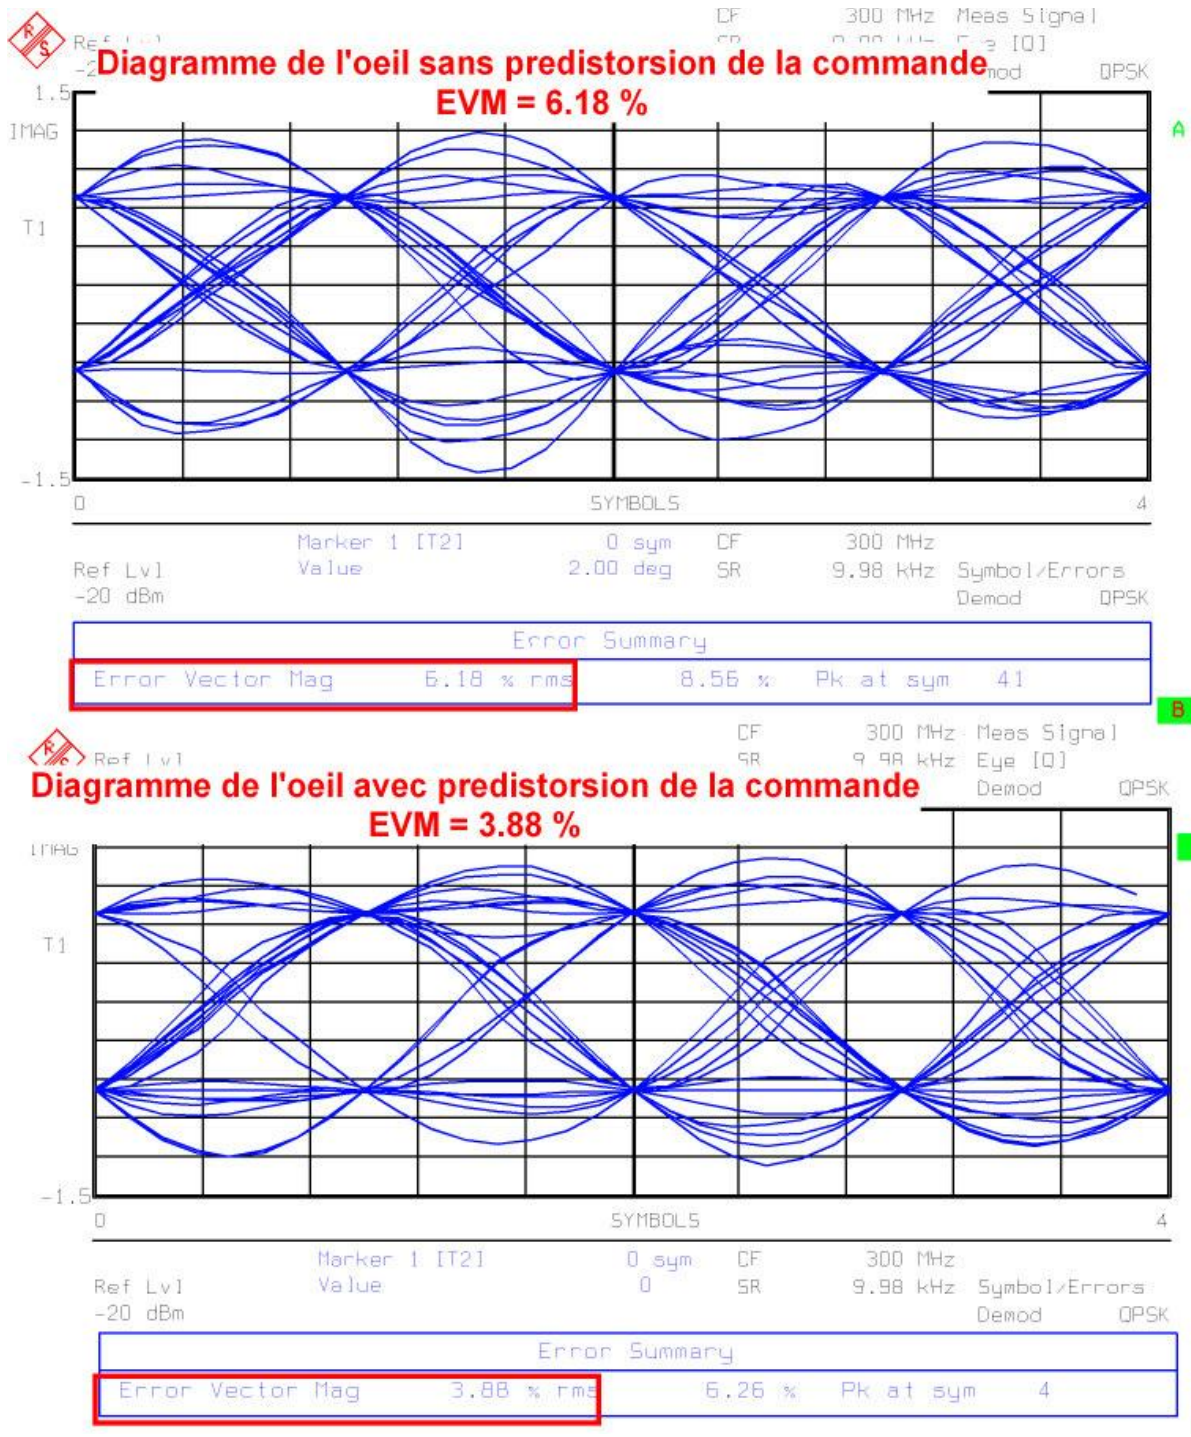 CF 300 MHz Meas Signal
R S
Diagramme de l'oeil sans predistorsion de la commande
QPSK
EVM = 6.18 %
1.5
IMAG
A
T1
-1.5
0 SYMBOLS 4
Marker 1 [T2] 0 sym CF 300 MHz
Ref Lvl Value 2.00 deg SR 9.98 kHz Symbol/Errors
-20 dBm Demod QPSK
Error Summary
Error Vector Mag 6.18 % rms 8.56 % Pk at sym 41
B
CF 300 MHz Meas Signal
Ref Lvl SR 9.98 kHz Eye [Q]
Diagramme de l'oeil avec predistorsion de la commande
Demod QPSK
EVM = 3.88 %
IMAG
T1
-1.5
0 SYMBOLS 4
Marker 1 [T2] 0 sym CF 300 MHz
Ref Lvl Value 0 SR 9.98 kHz Symbol/Errors
-20 dBm Demod QPSK
Error Summary
Error Vector Mag 3.88 % rms 6.26 % Pk at sym 4